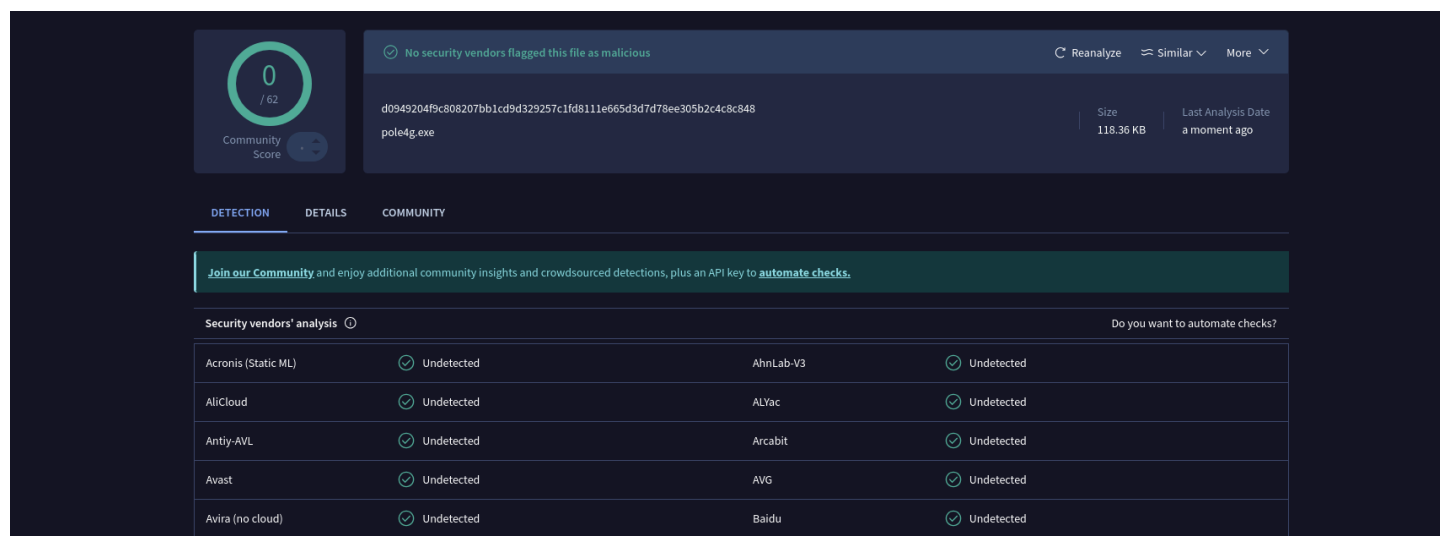 0
/ 62
Community Score
No security vendors flagged this file as malicious
Reanalyze Similar More
d0949204f9c808207bb1cd9d329257c1fd8111e665d3d7d78ee305b2c4c8c848
pole4g.exe
Size
118.36 KB
Last Analysis Date
a moment ago
DETECTION DETAILS COMMUNITY
Join our Community and enjoy additional community insights and crowdsourced detections, plus an API key to automate checks.
Security vendors' analysis Do you want to automate checks?
Acronis (Static ML) Undetected AhnLab-V3 Undetected
AliCloud Undetected ALYac Undetected
Antiy-AVL Undetected Arcabit Undetected
Avast Undetected AVG Undetected
Avira (no cloud) Undetected Baidu Undetected